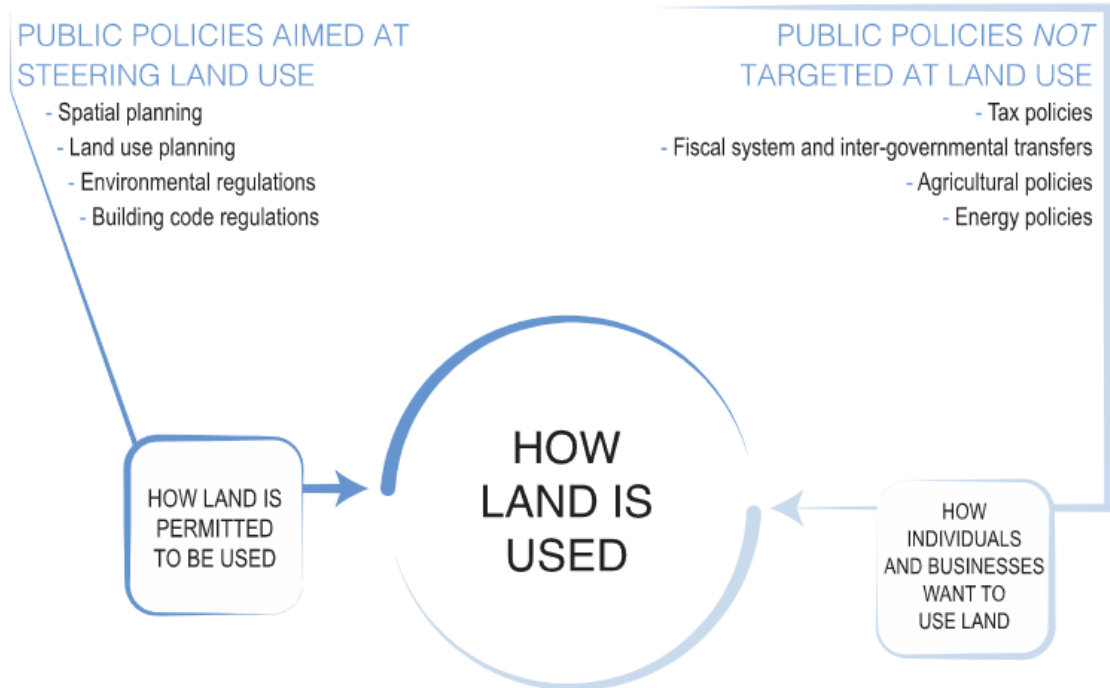 PUBLIC POLICIES AIMED AT
STEERING LAND USE
- Spatial planning
- Land use planning
- Environmental regulations
- Building code regulations
PUBLIC POLICIES NOT
TARGETED AT LAND USE
- Tax policies
- Fiscal system and inter-governmental transfers
- Agricultural policies
- Energy policies
HOW LAND IS
PERMITTED
TO BE USED
HOW
LAND IS
USED
HOW
INDIVIDUALS
AND BUSINESSES
WANT TO
USE LAND